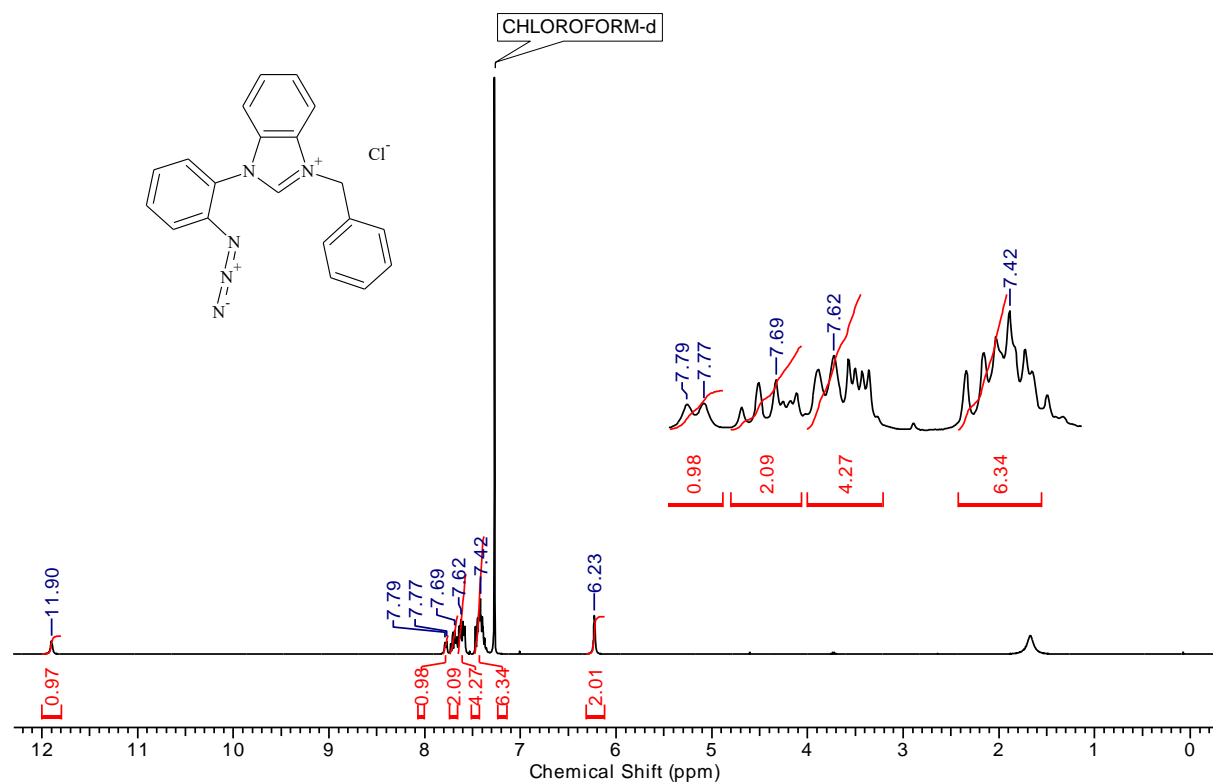 CHLOROFORM-d
N
N+
Cl-
N
N+
N-
7.79
7.77
7.69
7.62
7.42
0.98
2.09
4.27
6.34
11.90
7.79
7.77
7.69
7.62
7.42
6.23
0.97
0.98
2.09
4.27
6.34
2.01
12 11 10 9 8 7 6 5 4 3 2 1 0
Chemical Shift (ppm)